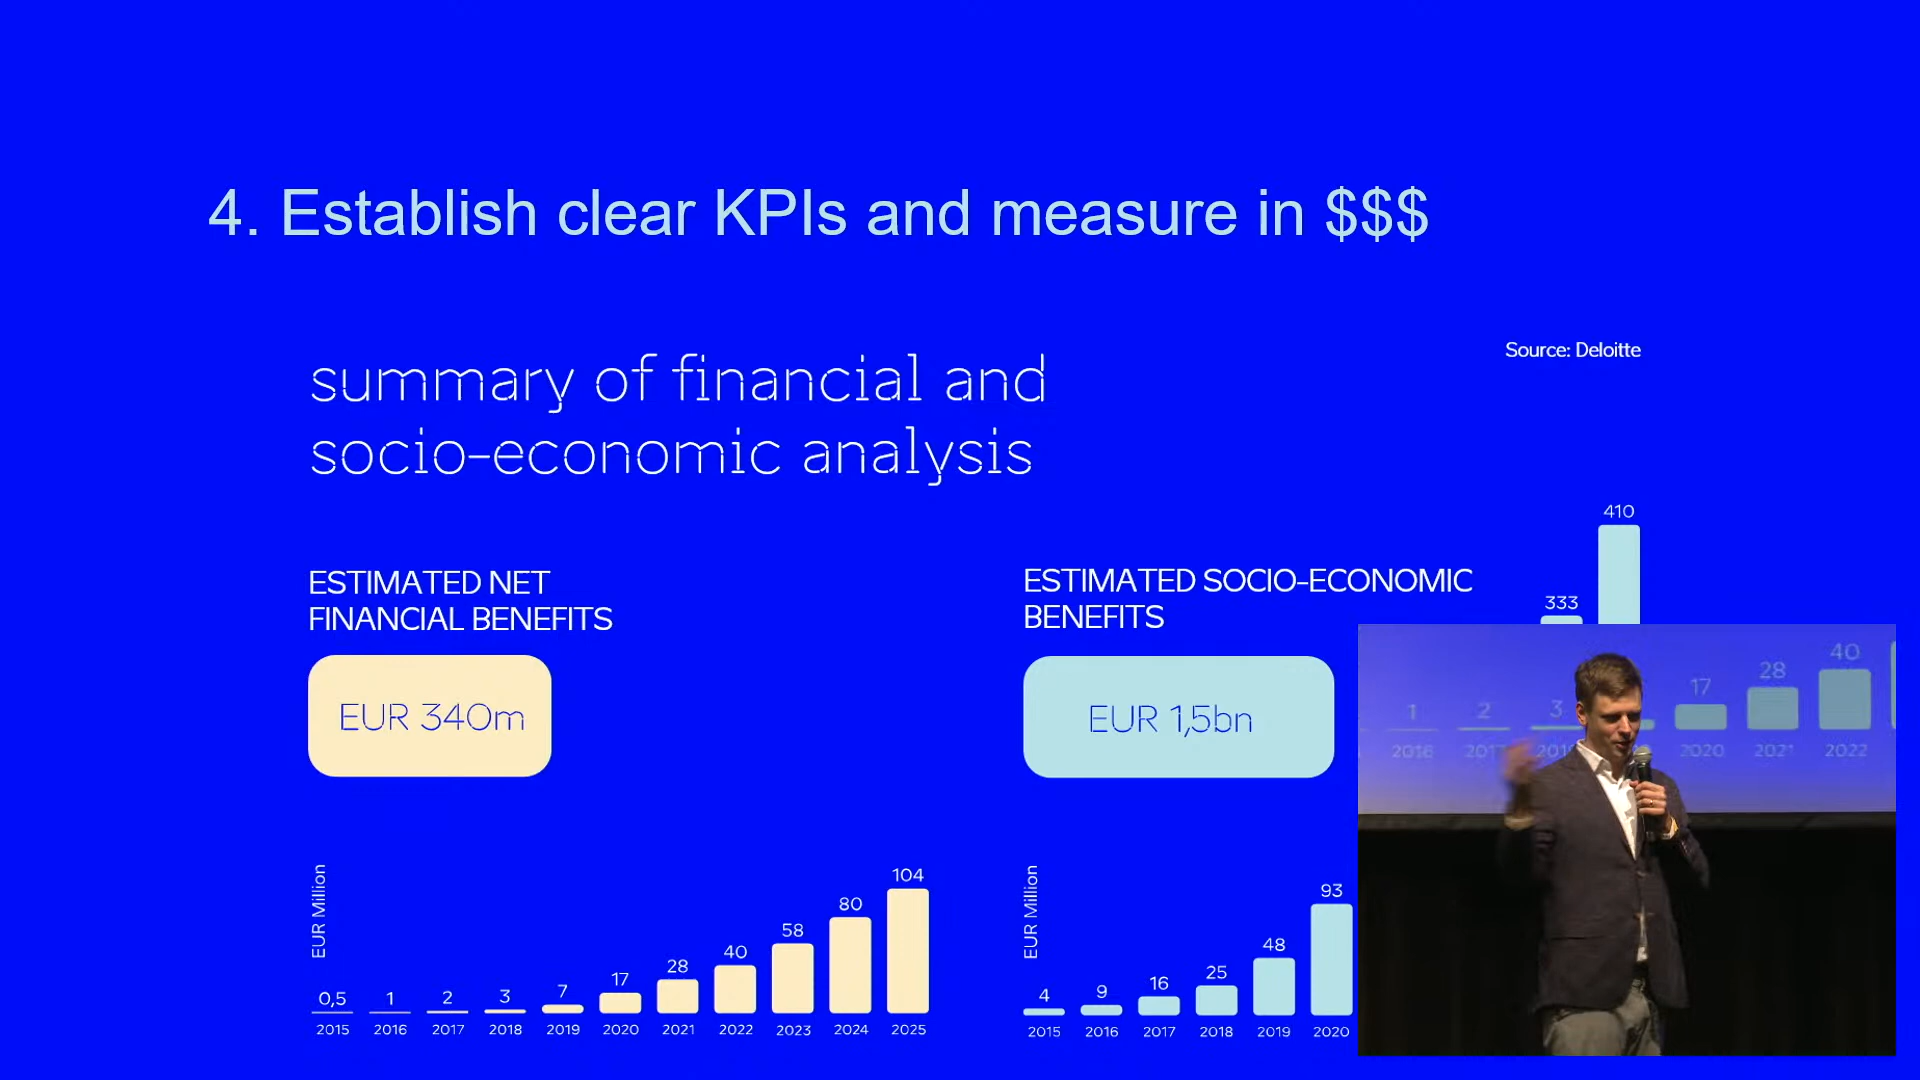 4. Establish clear KPIs and measure in $$$
Source: Deloitte
summary of financial and
socio-economic analysis
ESTIMATED NET
FINANCIAL BENEFITS
EUR 340m
EUR Million
0,5 1 2 3 7 17 28 40 58 80 104
2015 2016 2017 2018 2019 2020 2021 2022 2023 2024 2025
ESTIMATED SOCIO-ECONOMIC
BENEFITS
EUR 1,5bn
EUR Million
4 9 16 25 48 93 333 410
2015 2016 2017 2018 2019 2020
1 2 3 17 28 40
2016 2020 2021 2022